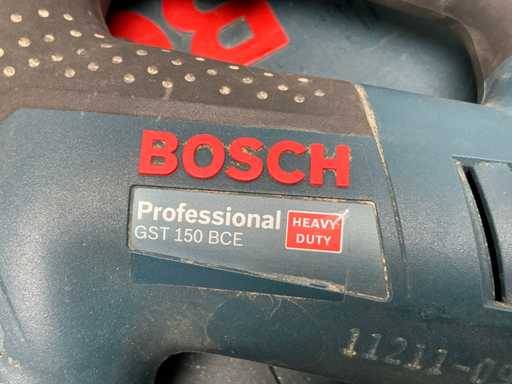 BOSCH
Professional
GST 150 BCE
HEAVY
DUTY